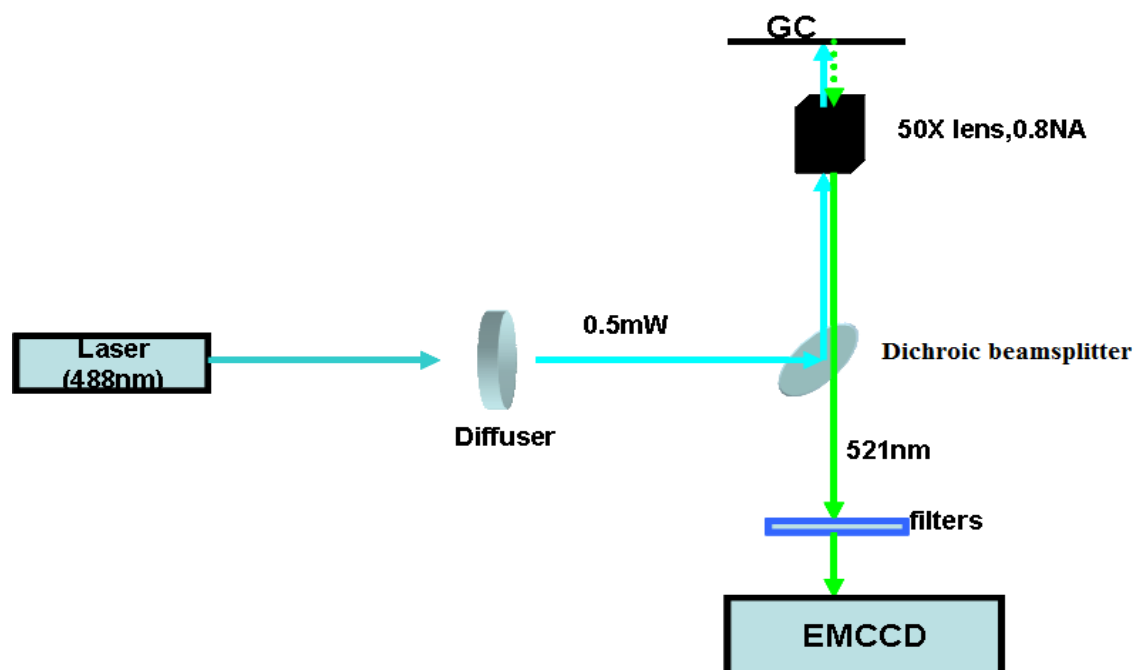 GC
50X lens,0.8NA
0.5mW
Laser
(488nm)
Dichroic beamsplitter
Diffuser
521nm
filters
EMCCD